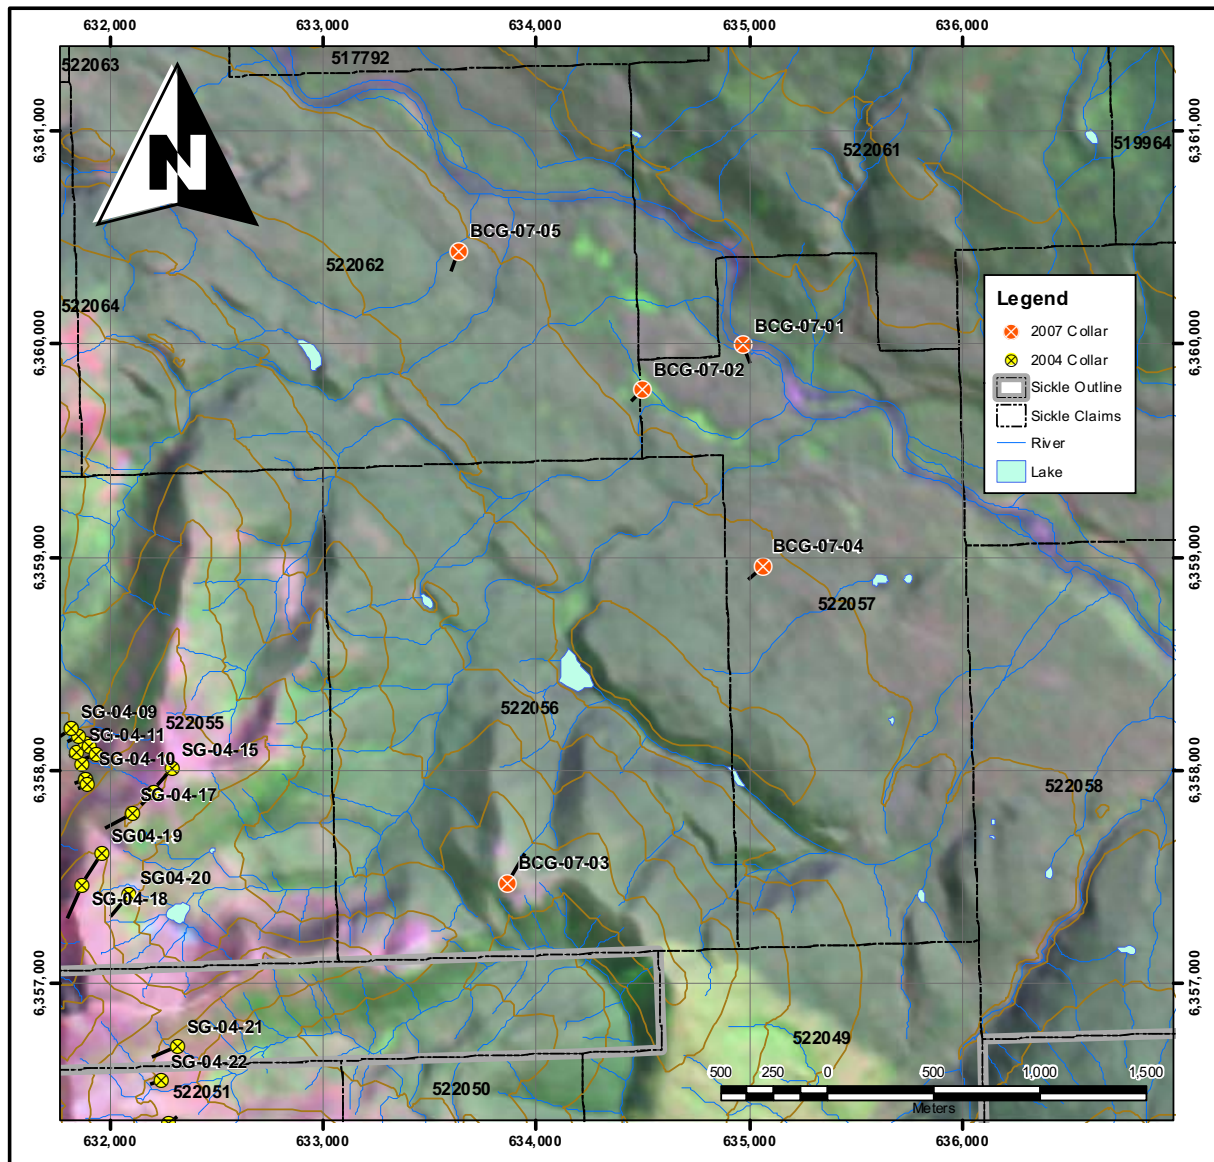 632,000 633,000 634,000 635,000 636,000
522063
517792
6,361,000
6,361,000
522061
519964
N
BCG-07-05
522062
522064
Legend
2007 Collar
2004 Collar
Sickle Outline
Sickle Claims
River
Lake
BCG-07-01
6,360,000
6,360,000
BCG-07-02
BCG-07-04
6,359,000
6,359,000
522057
522056
SG-04-09
522055
SG-04-11
SG-04-15
SG-04-10
6,358,000
6,358,000
522058
SG-04-17
SG04-19
BCG-07-03
SG04-20
SG-04-18
6,357,000
6,357,000
SG-04-21
522049
SG-04-22
522051
522050
500 250 0 500 1,000 1,500
Meters
632,000 633,000 634,000 635,000 636,000